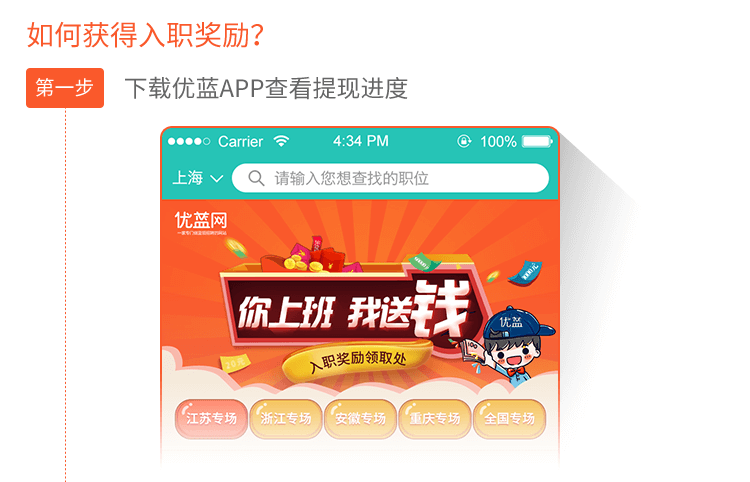 如何获得入职奖励？
第一步
下载优蓝APP查看提现进度
Carrier
4:34 PM
100%
上海
请输入您想查找的职位
优蓝网
你上班 我送钱
优蓝
入职奖励领取处
江苏专场
浙江专场
安徽专场
重庆专场
全国专场